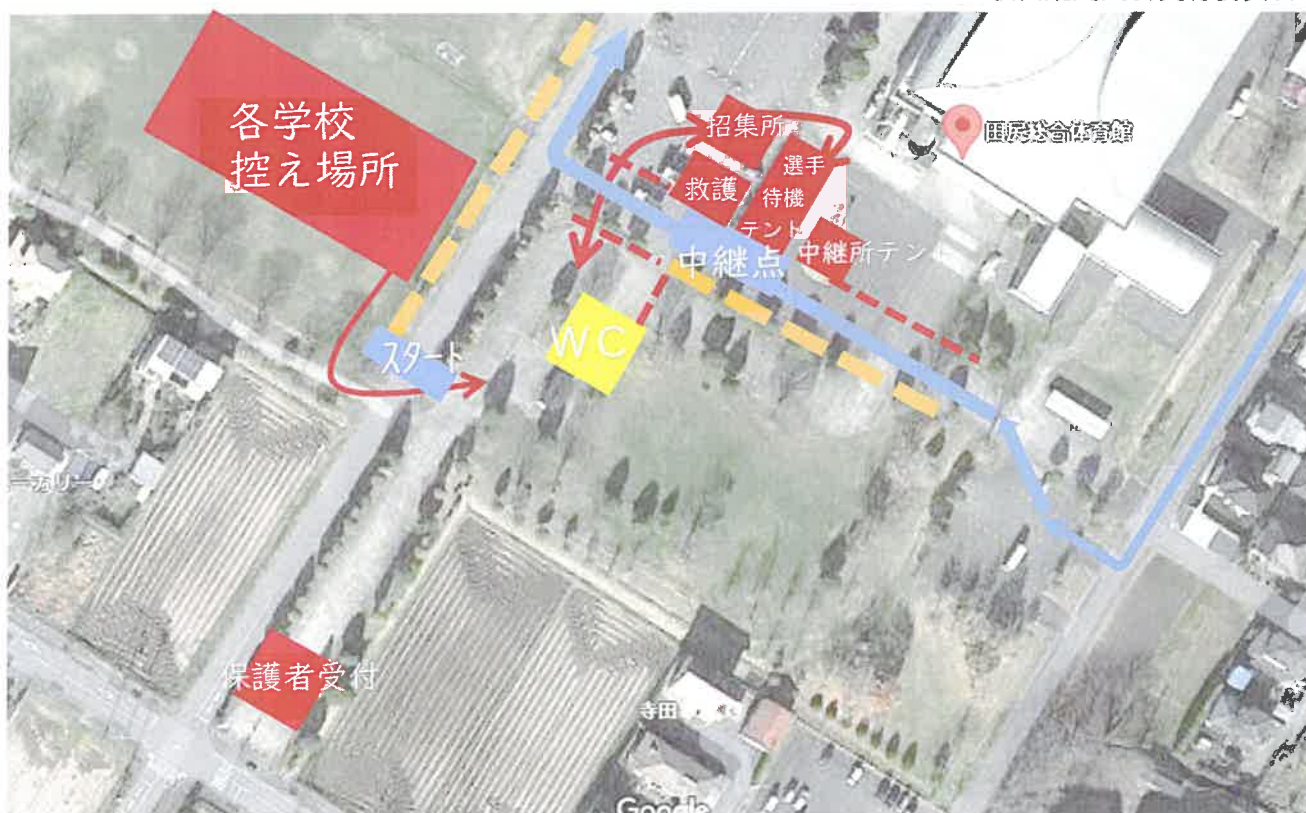 各学校
控え場所
招集所
選手
待機
テント
救護
田尻総合体育館
中継点
中継所テン
スタート
WC
保護者受付
寺田
Google